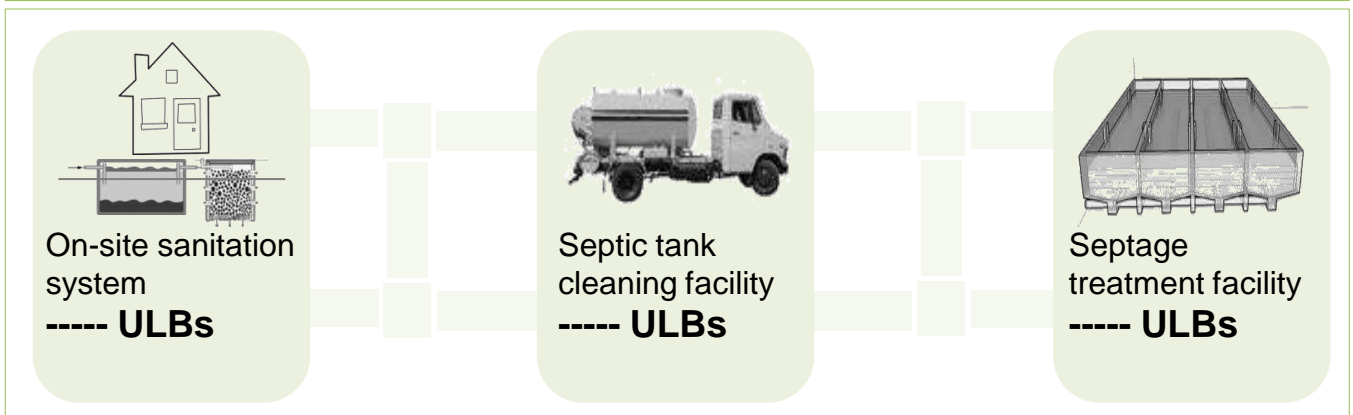 On-site sanitation
system
----- ULBs
Septic tank
cleaning facility
----- ULBs
Septage
treatment facility
----- ULBs